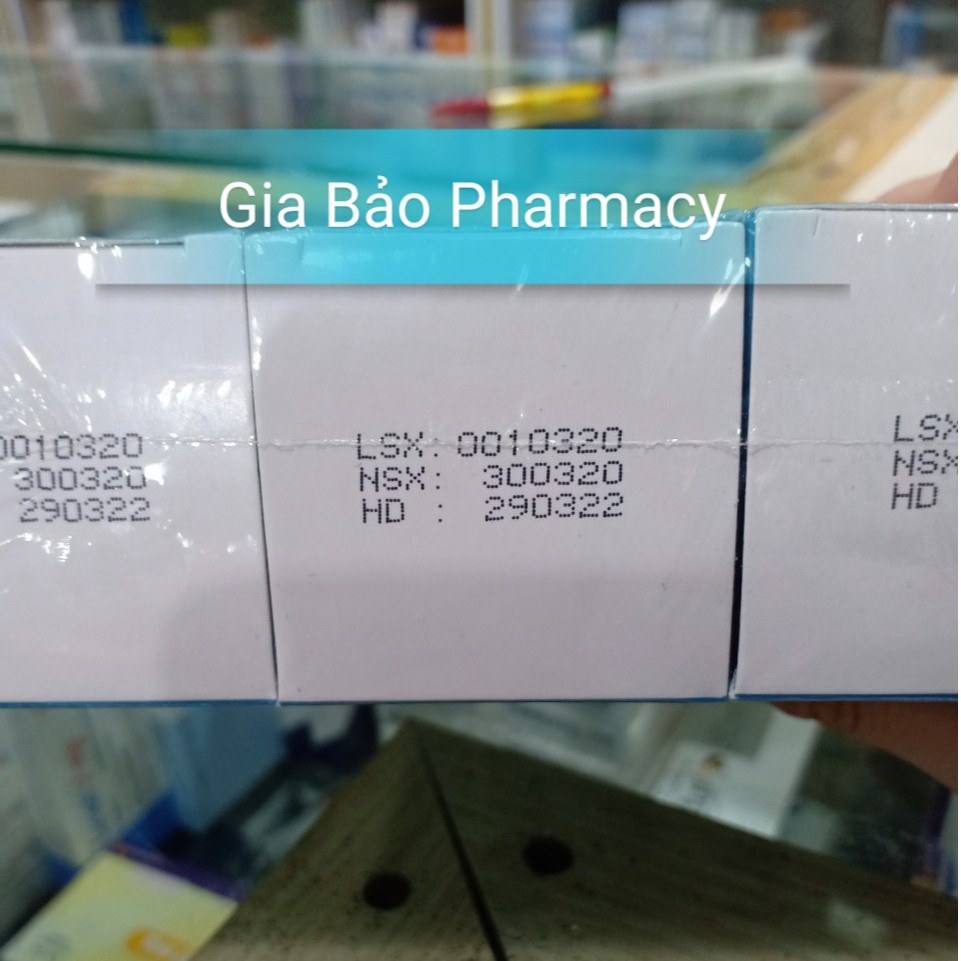 Gia Bảo Pharmacy
0010320
300320
290322
LSX: 0010320
NSX: 300320
HD : 290322
LSX
NSX
HD